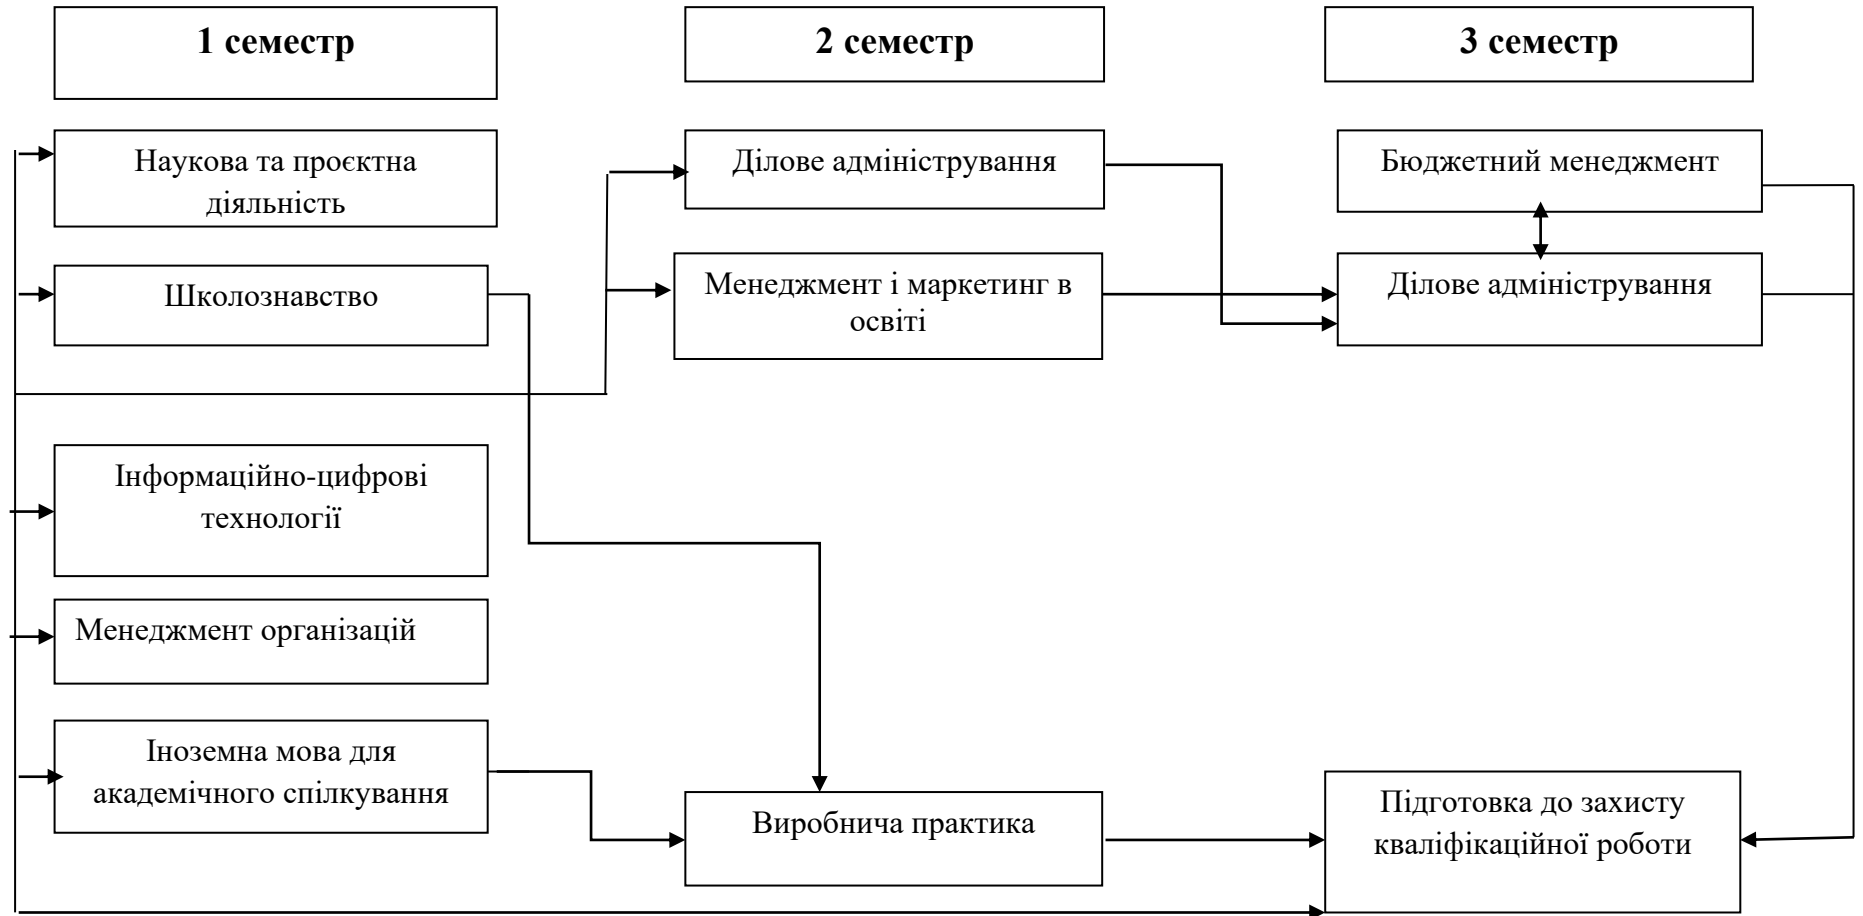 1 семестр
2 семестр
3 семестр
Наукова та проєктна
діяльність
Ділове адміністрування
Бюджетний менеджмент
Школознавство
Менеджмент і маркетинг в
освіті
Ділове адміністрування
Інформаційно-цифрові
технології
Менеджмент організацій
Іноземна мова для
академічного спілкування
Виробнича практика
Підготовка до захисту
кваліфікаційної роботи